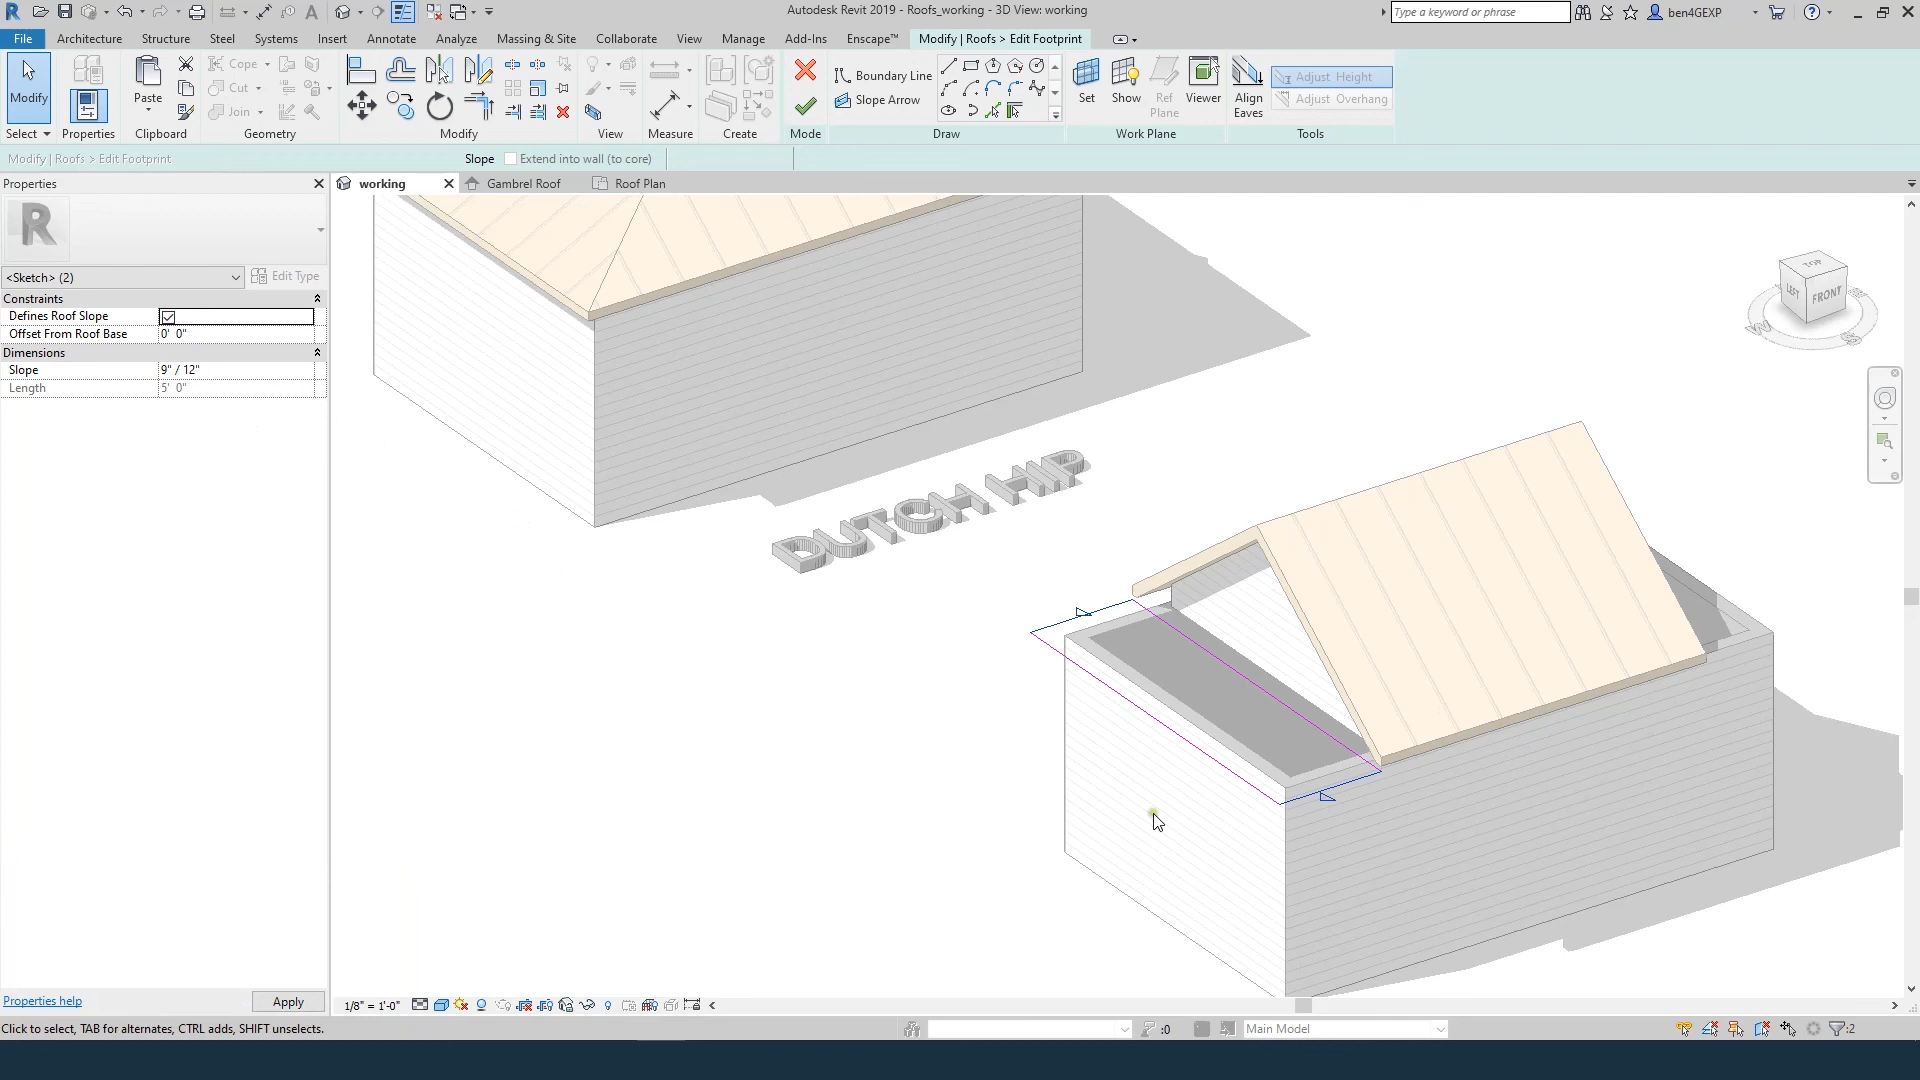 Autodesk Revit 2019 - Roofs_working - 3D View: working
Type a keyword or phrase
ben4GEXP
File Architecture Structure Steel Systems Insert Annotate Analyze Massing & Site Collaborate View Manage Add-Ins Enscape™ Modify | Roofs > Edit Footprint
Cope
Boundary Line
Adjust Height
Modify Paste Cut Slope Arrow Set Show Ref Plane Viewer Align Eaves Adjust Overhang
Join
Select Properties Clipboard Geometry Modify View Measure Create Mode Draw Work Plane Tools
Modify | Roofs > Edit Footprint Slope Extend into wall (to core)
Properties
working Gambrel Roof Roof Plan
<Sketch> (2) Edit Type
Constraints
Defines Roof Slope
Offset From Roof Base 0' 0"
Dimensions
Slope 9" / 12"
Length 5' 0"
TOP
LEFT FRONT
W S
DUTCH HIP
Properties help Apply
1/8" = 1'-0"
Click to select, TAB for alternates, CTRL adds, SHIFT unselects.
:0
Main Model
:2